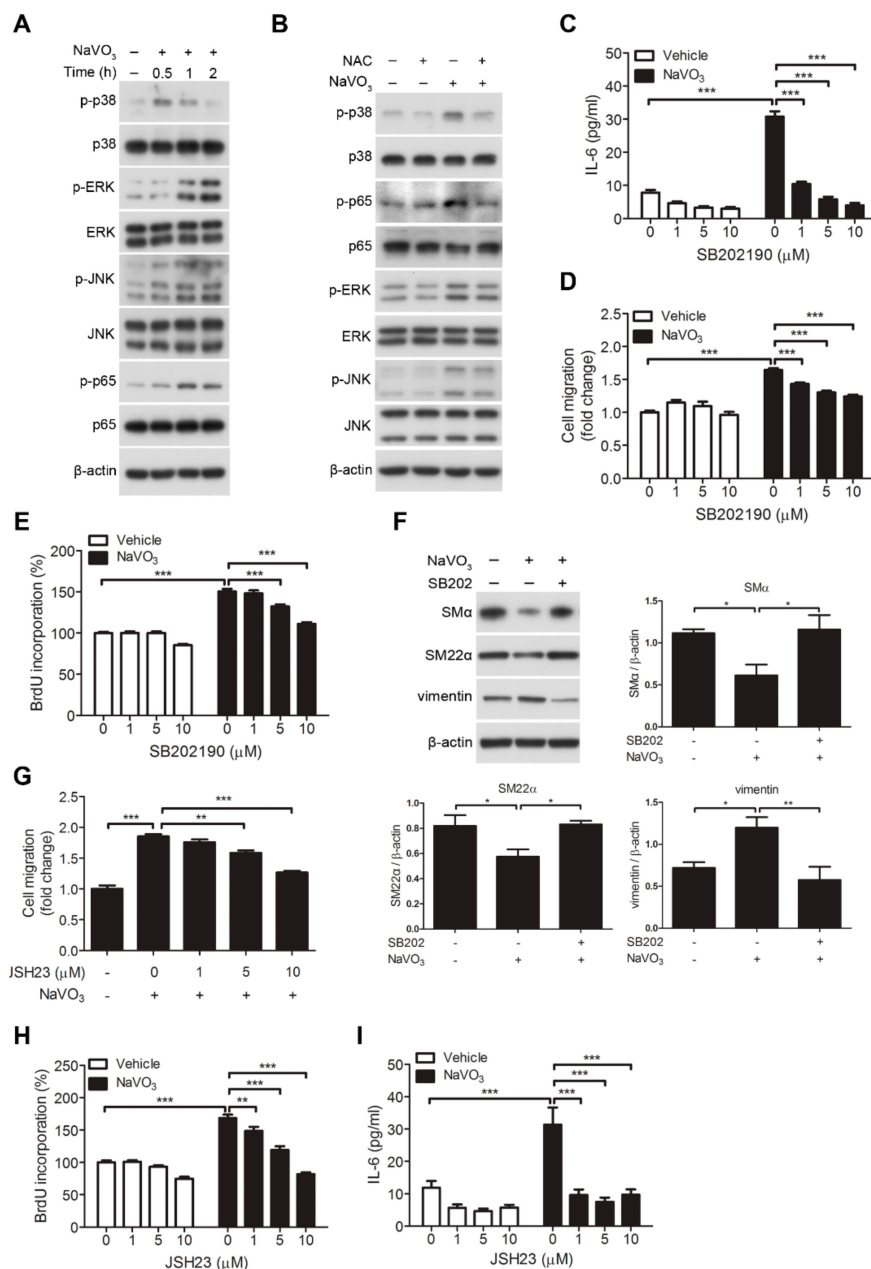 A
NaVO3 – + + +
Time (h) – 0.5 1 2
p-p38
p38
p-ERK
ERK
p-JNK
JNK
p-p65
p65
β-actin
B
NAC – + – +
NaVO3 – – + +
p-p38
p38
p-p65
p65
p-ERK
ERK
p-JNK
JNK
β-actin
C
Vehicle
NaVO3
***
***
***
***
IL-6 (pg/ml)
40
30
20
10
0
0 1 5 10 0 1 5 10
SB202190 (μM)
D
Vehicle
NaVO3
***
***
***
***
Cell migration
(fold change)
2.5
2.0
1.5
1.0
0.5
0.0
0 1 5 10 0 1 5 10
SB202190 (μM)
E
Vehicle
NaVO3
***
***
***
BrdU incorporation (%)
200
150
100
50
0
0 1 5 10 0 1 5 10
SB202190 (μM)
F
NaVO3 – + +
SB202 – – +
SMα
SM22α
vimentin
β-actin
SMα
* *
SMα / β-actin
1.5
1.0
0.5
0.0
SB202 - - +
NaVO3 - + +
SM22α
* *
SM22α / β-actin
1.0
0.8
0.6
0.4
0.2
0.0
SB202 - - +
NaVO3 - + +
vimentin
* **
vimentin / β-actin
1.5
1.0
0.5
0.0
SB202 - - +
NaVO3 - + +
G
***
*** **
Cell migration
(fold change)
2.5
2.0
1.5
1.0
0.5
0.0
JSH23 (μM) - 0 1 5 10
NaVO3 - + + + +
H
Vehicle
NaVO3
***
***
*** **
BrdU incorporation (%)
250
200
150
100
50
0
0 1 5 10 0 1 5 10
JSH23 (μM)
I
Vehicle
NaVO3
***
***
*** ***
IL-6 (pg/ml)
50
40
30
20
10
0
0 1 5 10 0 1 5 10
JSH23 (μM)